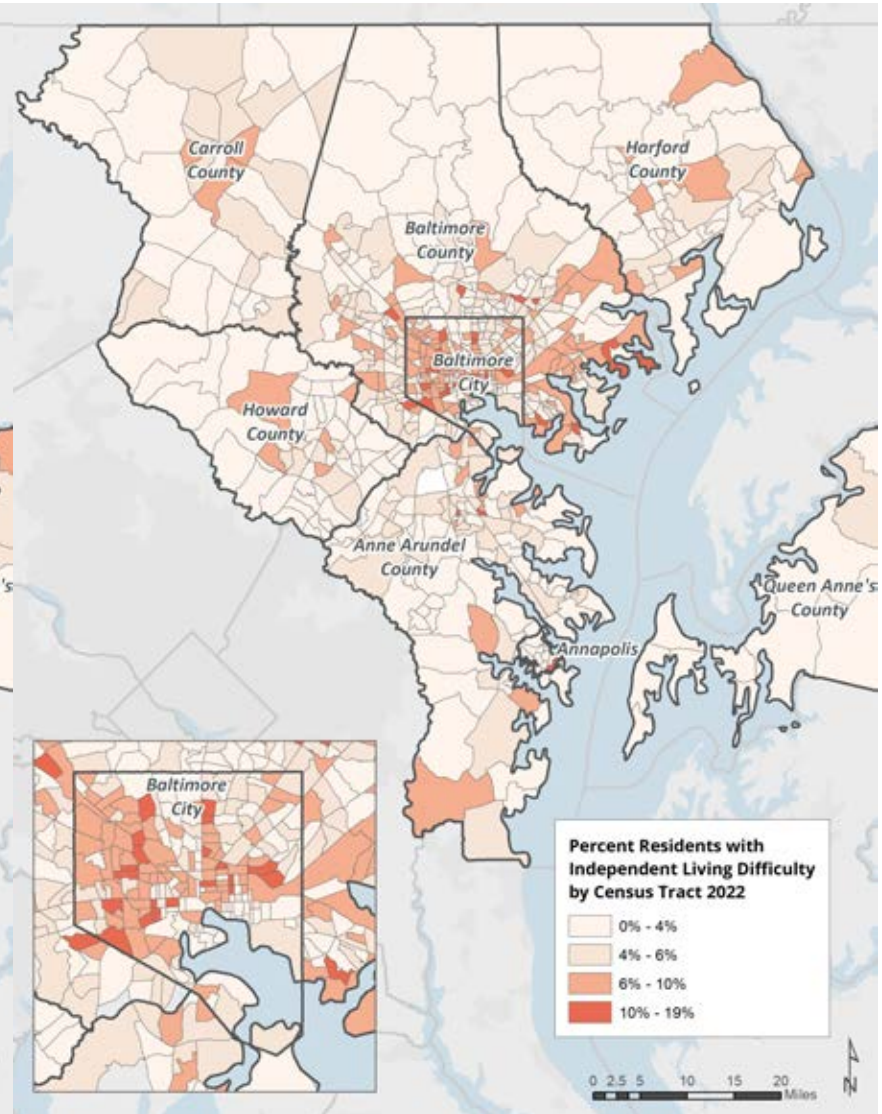 Carroll
County
Harford
County
Baltimore
County
Baltimore
City
Howard
County
Anne Arundel
County
's
Queen Anne's
County
Annapolis
Baltimore
City
Percent Residents with
Independent Living Difficulty
by Census Tract 2022
0% - 4%
4% - 6%
6% - 10%
10% - 19%
N
0 2.5 5 10 15 20
Miles